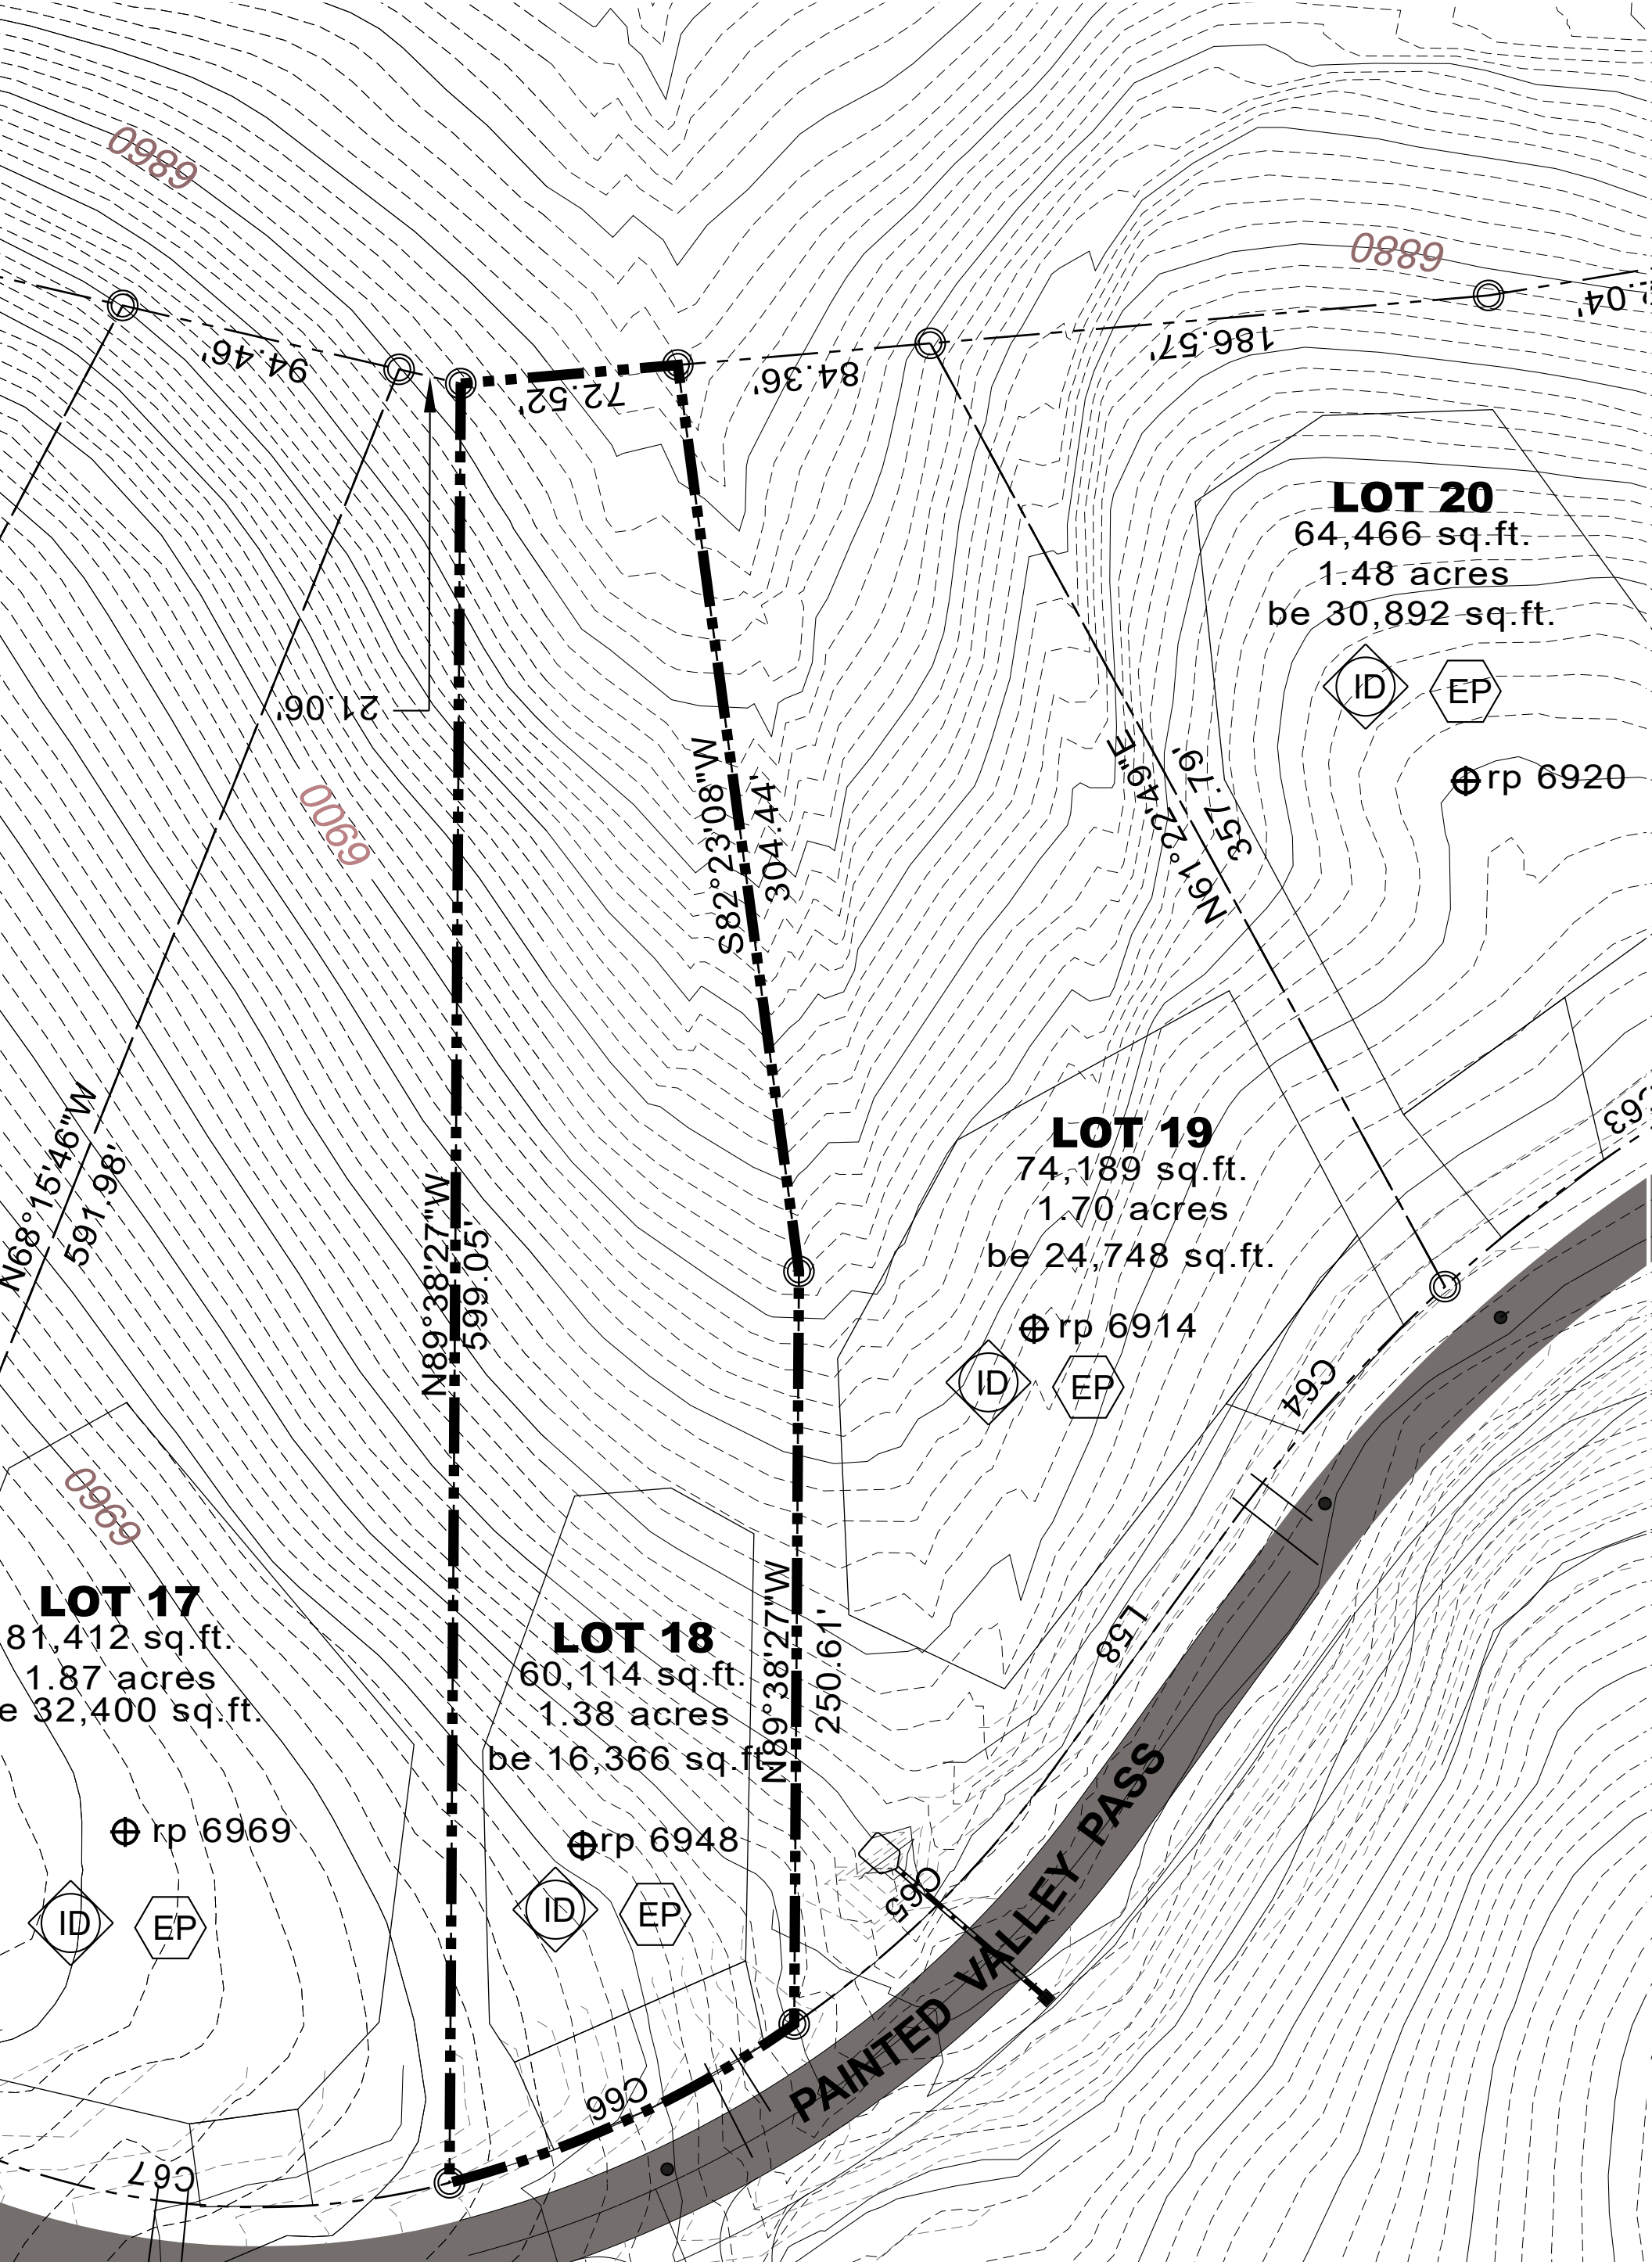 6860
6880
94.46'
72.52'
84.36'
186.57'
.04'
LOT 20
64,466 sq.ft.
1.48 acres
be 30,892 sq.ft.
ID
EP
rp 6920
21.06'
6900
S82°23'08"W
304.44'
N61°22'49"E
357.79'
N68°15'46"W
591.98'
N89°38'27"W
599.05'
LOT 19
74,189 sq.ft.
1.70 acres
be 24,748 sq.ft.
rp 6914
ID
EP
C63
C64
6960
LOT 17
81,412 sq.ft.
1.87 acres
e 32,400 sq.ft.
rp 6969
ID
EP
LOT 18
60,114 sq.ft.
1.38 acres
be 16,366 sq.ft.
rp 6948
ID
EP
N89°38'27"W
250.61'
L58
C65
PAINTED VALLEY PASS
C66
C67